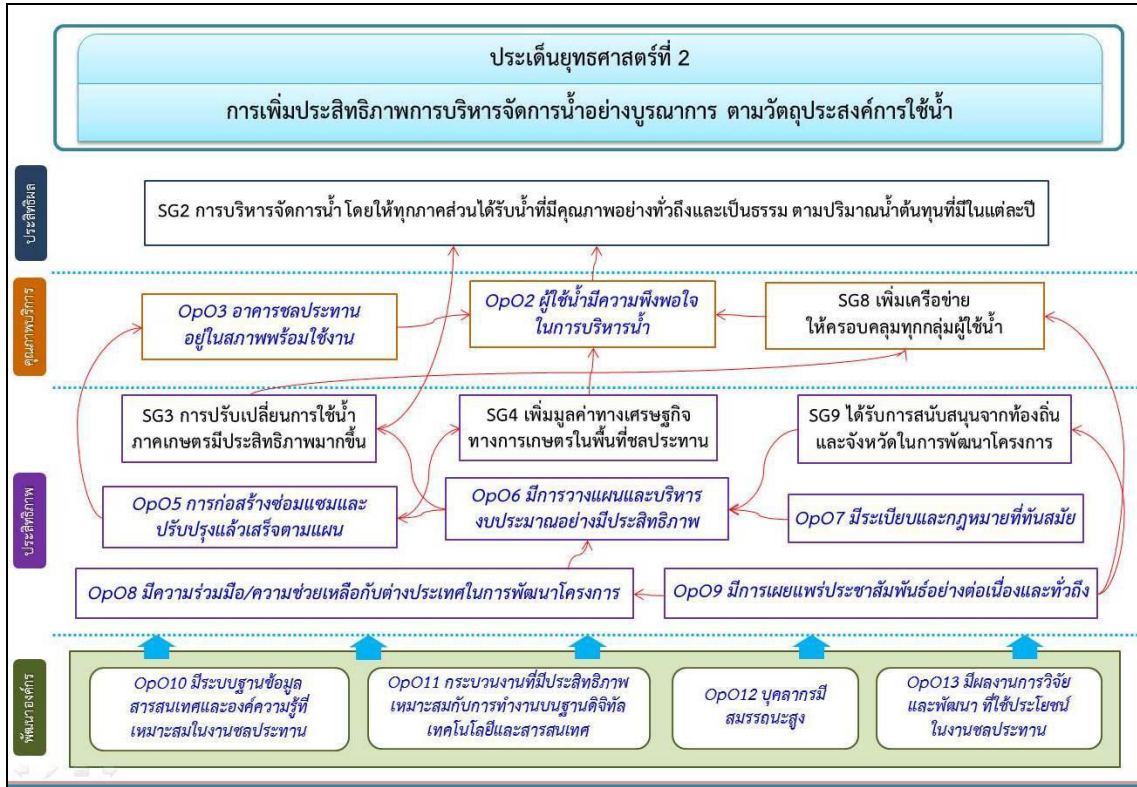 ประเด็นยุทธศาสตร์ที่ 2
การเพิ่มประสิทธิภาพการบริหารจัดการน้ำอย่างบูรณาการ ตามวัตถุประสงค์การใช้น้ำ
ประสิทธิผล
SG2 การบริหารจัดการน้ำ โดยให้ทุกภาคส่วนได้รับน้ำที่มีคุณภาพอย่างทั่วถึงและเป็นธรรม ตามปริมาณน้ำต้นทุนที่มีในแต่ละปี
คุณภาพบริการ
OpO3 อาคารชลประทาน
อยู่ในสภาพพร้อมใช้งาน
OpO2 ผู้ใช้น้ำมีความพึงพอใจ
ในการบริหารน้ำ
SG8 เพิ่มเครือข่าย
ให้ครอบคลุมทุกกลุ่มผู้ใช้น้ำ
ประสิทธิภาพ
SG3 การปรับเปลี่ยนการใช้น้ำ
ภาคเกษตรมีประสิทธิภาพมากขึ้น
SG4 เพิ่มมูลค่าทางเศรษฐกิจ
ทางการเกษตรในพื้นที่ชลประทาน
SG9 ได้รับการสนับสนุนจากท้องถิ่น
และจังหวัดในการพัฒนาโครงการ
OpO5 การก่อสร้างซ่อมแซมและ
ปรับปรุงแล้วเสร็จตามแผน
OpO6 มีการวางแผนและบริหาร
งบประมาณอย่างมีประสิทธิภาพ
OpO7 มีระเบียบและกฎหมายที่ทันสมัย
OpO8 มีความร่วมมือ/ความช่วยเหลือกับต่างประเทศในการพัฒนาโครงการ
OpO9 มีการเผยแพร่ประชาสัมพันธ์อย่างต่อเนื่องและทั่วถึง
พัฒนาองค์กร
OpO10 มีระบบฐานข้อมูล
สารสนเทศและองค์ความรู้ที่
เหมาะสมในงานชลประทาน
OpO11 กระบวนงานที่มีประสิทธิภาพ
เหมาะสมกับการทำงานบนฐานดิจิทัล
เทคโนโลยีและสารสนเทศ
OpO12 บุคลากรมี
สมรรถนะสูง
OpO13 มีผลงานการวิจัย
และพัฒนา ที่ใช้ประโยชน์
ในงานชลประทาน